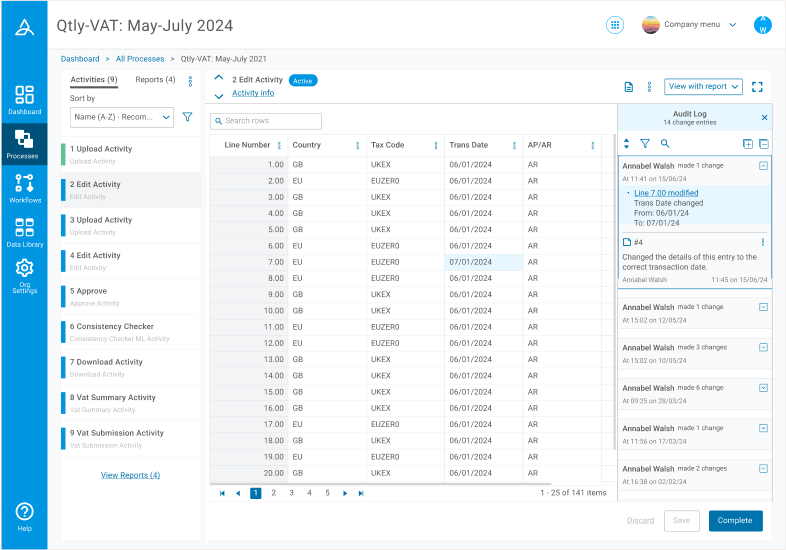 Qtly-VAT: May-July 2024
Company menu
A W
Dashboard > All Processes > Qtly-VAT: May-July 2021
Dashboard
Processes
Workflows
Data Library
Org
Settings
Help
Activities (9)
Reports (4)
Sort by
Name (A-Z) - Recom...
1 Upload Activity
Upload Activity
2 Edit Activity
Edit Activity
3 Upload Activity
Upload Activity
4 Edit Activity
Edit Activity
5 Approve
Approve Activity
6 Consistency Checker
Consistency Checker ML Activity
7 Download Activity
Download Activity
8 Vat Summary Activity
Vat Summary Activity
9 Vat Submission Activity
Vat Submission Activity
View Reports (4)
2 Edit Activity Active
Activity info
View with report
Search rows
Line Number Country Tax Code Trans Date AP/AR
1.00 GB UKEX 06/01/2024 AR
2.00 EU EUZER0 06/01/2024 AR
3.00 GB UKEX 06/01/2024 AR
4.00 GB UKEX 06/01/2024 AR
5.00 GB UKEX 06/01/2024 AR
6.00 EU EUZER0 06/01/2024 AR
7.00 EU EUZER0 07/01/2024 AR
8.00 EU EUZER0 06/01/2024 AR
9.00 GB UKEX 06/01/2024 AR
10.00 GB UKEX 06/01/2024 AR
11.00 EU EUZER0 06/01/2024 AR
12.00 EU EUZER0 06/01/2024 AR
13.00 GB UKEX 06/01/2024 AR
14.00 GB UKEX 06/01/2024 AR
15.00 GB UKEX 06/01/2024 AR
16.00 GB UKEX 06/01/2024 AR
17.00 EU EUZER0 06/01/2024 AR
18.00 GB UKEX 06/01/2024 AR
19.00 EU EUZER0 06/01/2024 AR
20.00 GB UKEX 06/01/2024 AR
1 2 3 4 5
1 - 25 of 141 items
Audit Log
14 change entries
Annabel Walsh made 1 change
At 11:41 on 15/06/24
Line 7.00 modified
Trans Date changed
From: 06/01/24
To: 07/01/24
#4
Changed the details of this entry to the
correct transaction date.
Annabel Walsh 11:45 on 15/06/24
Annabel Walsh made 1 change
At 15:02 on 12/05/24
Annabel Walsh made 3 changes
At 15:02 on 10/05/24
Annabel Walsh made 6 change
At 09:25 on 28/03/24
Annabel Walsh made 1 change
At 11:56 on 17/03/24
Annabel Walsh made 2 changes
At 16:38 on 02/02/24
Discard
Save
Complete